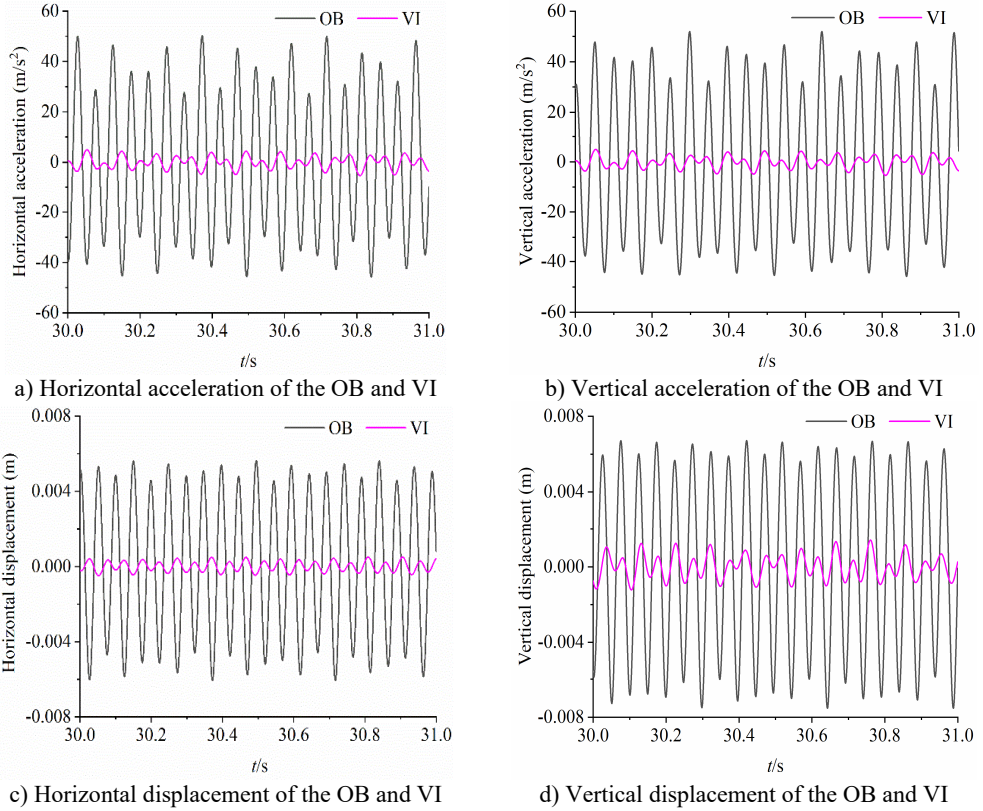 OB VI
60
40
20
0
-20
-40
-60
Horizontal acceleration (m/s²)
30.0 30.2 30.4 30.6 30.8 31.0
t/s
a) Horizontal acceleration of the OB and VI
OB VI
60
40
20
0
-20
-40
-60
Vertical acceleration (m/s²)
30.0 30.2 30.4 30.6 30.8 31.0
t/s
b) Vertical acceleration of the OB and VI
OB VI
0.008
0.004
0.000
-0.004
-0.008
Horizontal displacement (m)
30.0 30.2 30.4 30.6 30.8 31.0
t/s
c) Horizontal displacement of the OB and VI
OB VI
0.008
0.004
0.000
-0.004
-0.008
Vertical displacement (m)
30.0 30.2 30.4 30.6 30.8 31.0
t/s
d) Vertical displacement of the OB and VI